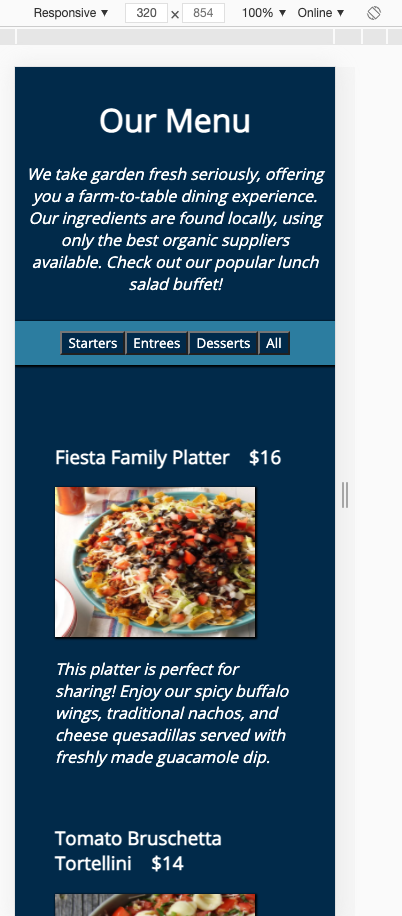 Responsive ▼ 320 × 854 100% ▼ Online ▼
Our Menu
We take garden fresh seriously, offering
you a farm-to-table dining experience.
Our ingredients are found locally, using
only the best organic suppliers
available. Check out our popular lunch
salad buffet!
Starters Entrees Desserts All
Fiesta Family Platter $16
This platter is perfect for
sharing! Enjoy our spicy buffalo
wings, traditional nachos, and
cheese quesadillas served with
freshly made guacamole dip.
Tomato Bruschetta
Tortellini $14